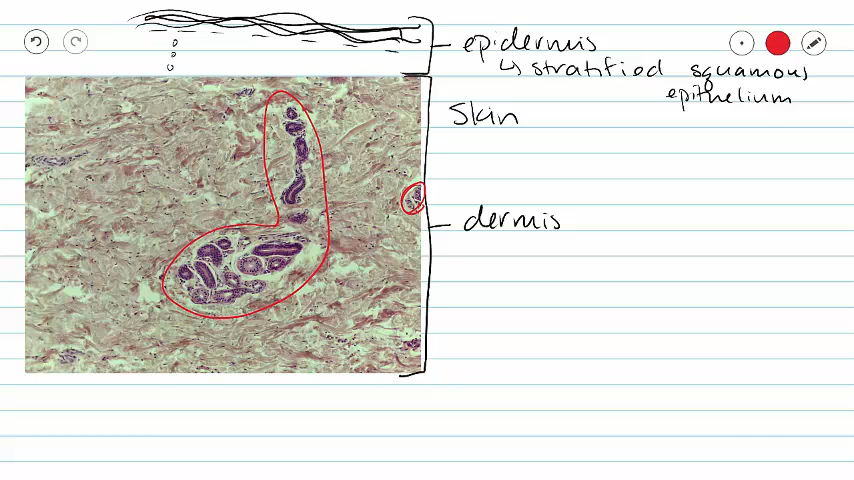 epidermis
↳ stratified squamous
epithelium
Skin
dermis